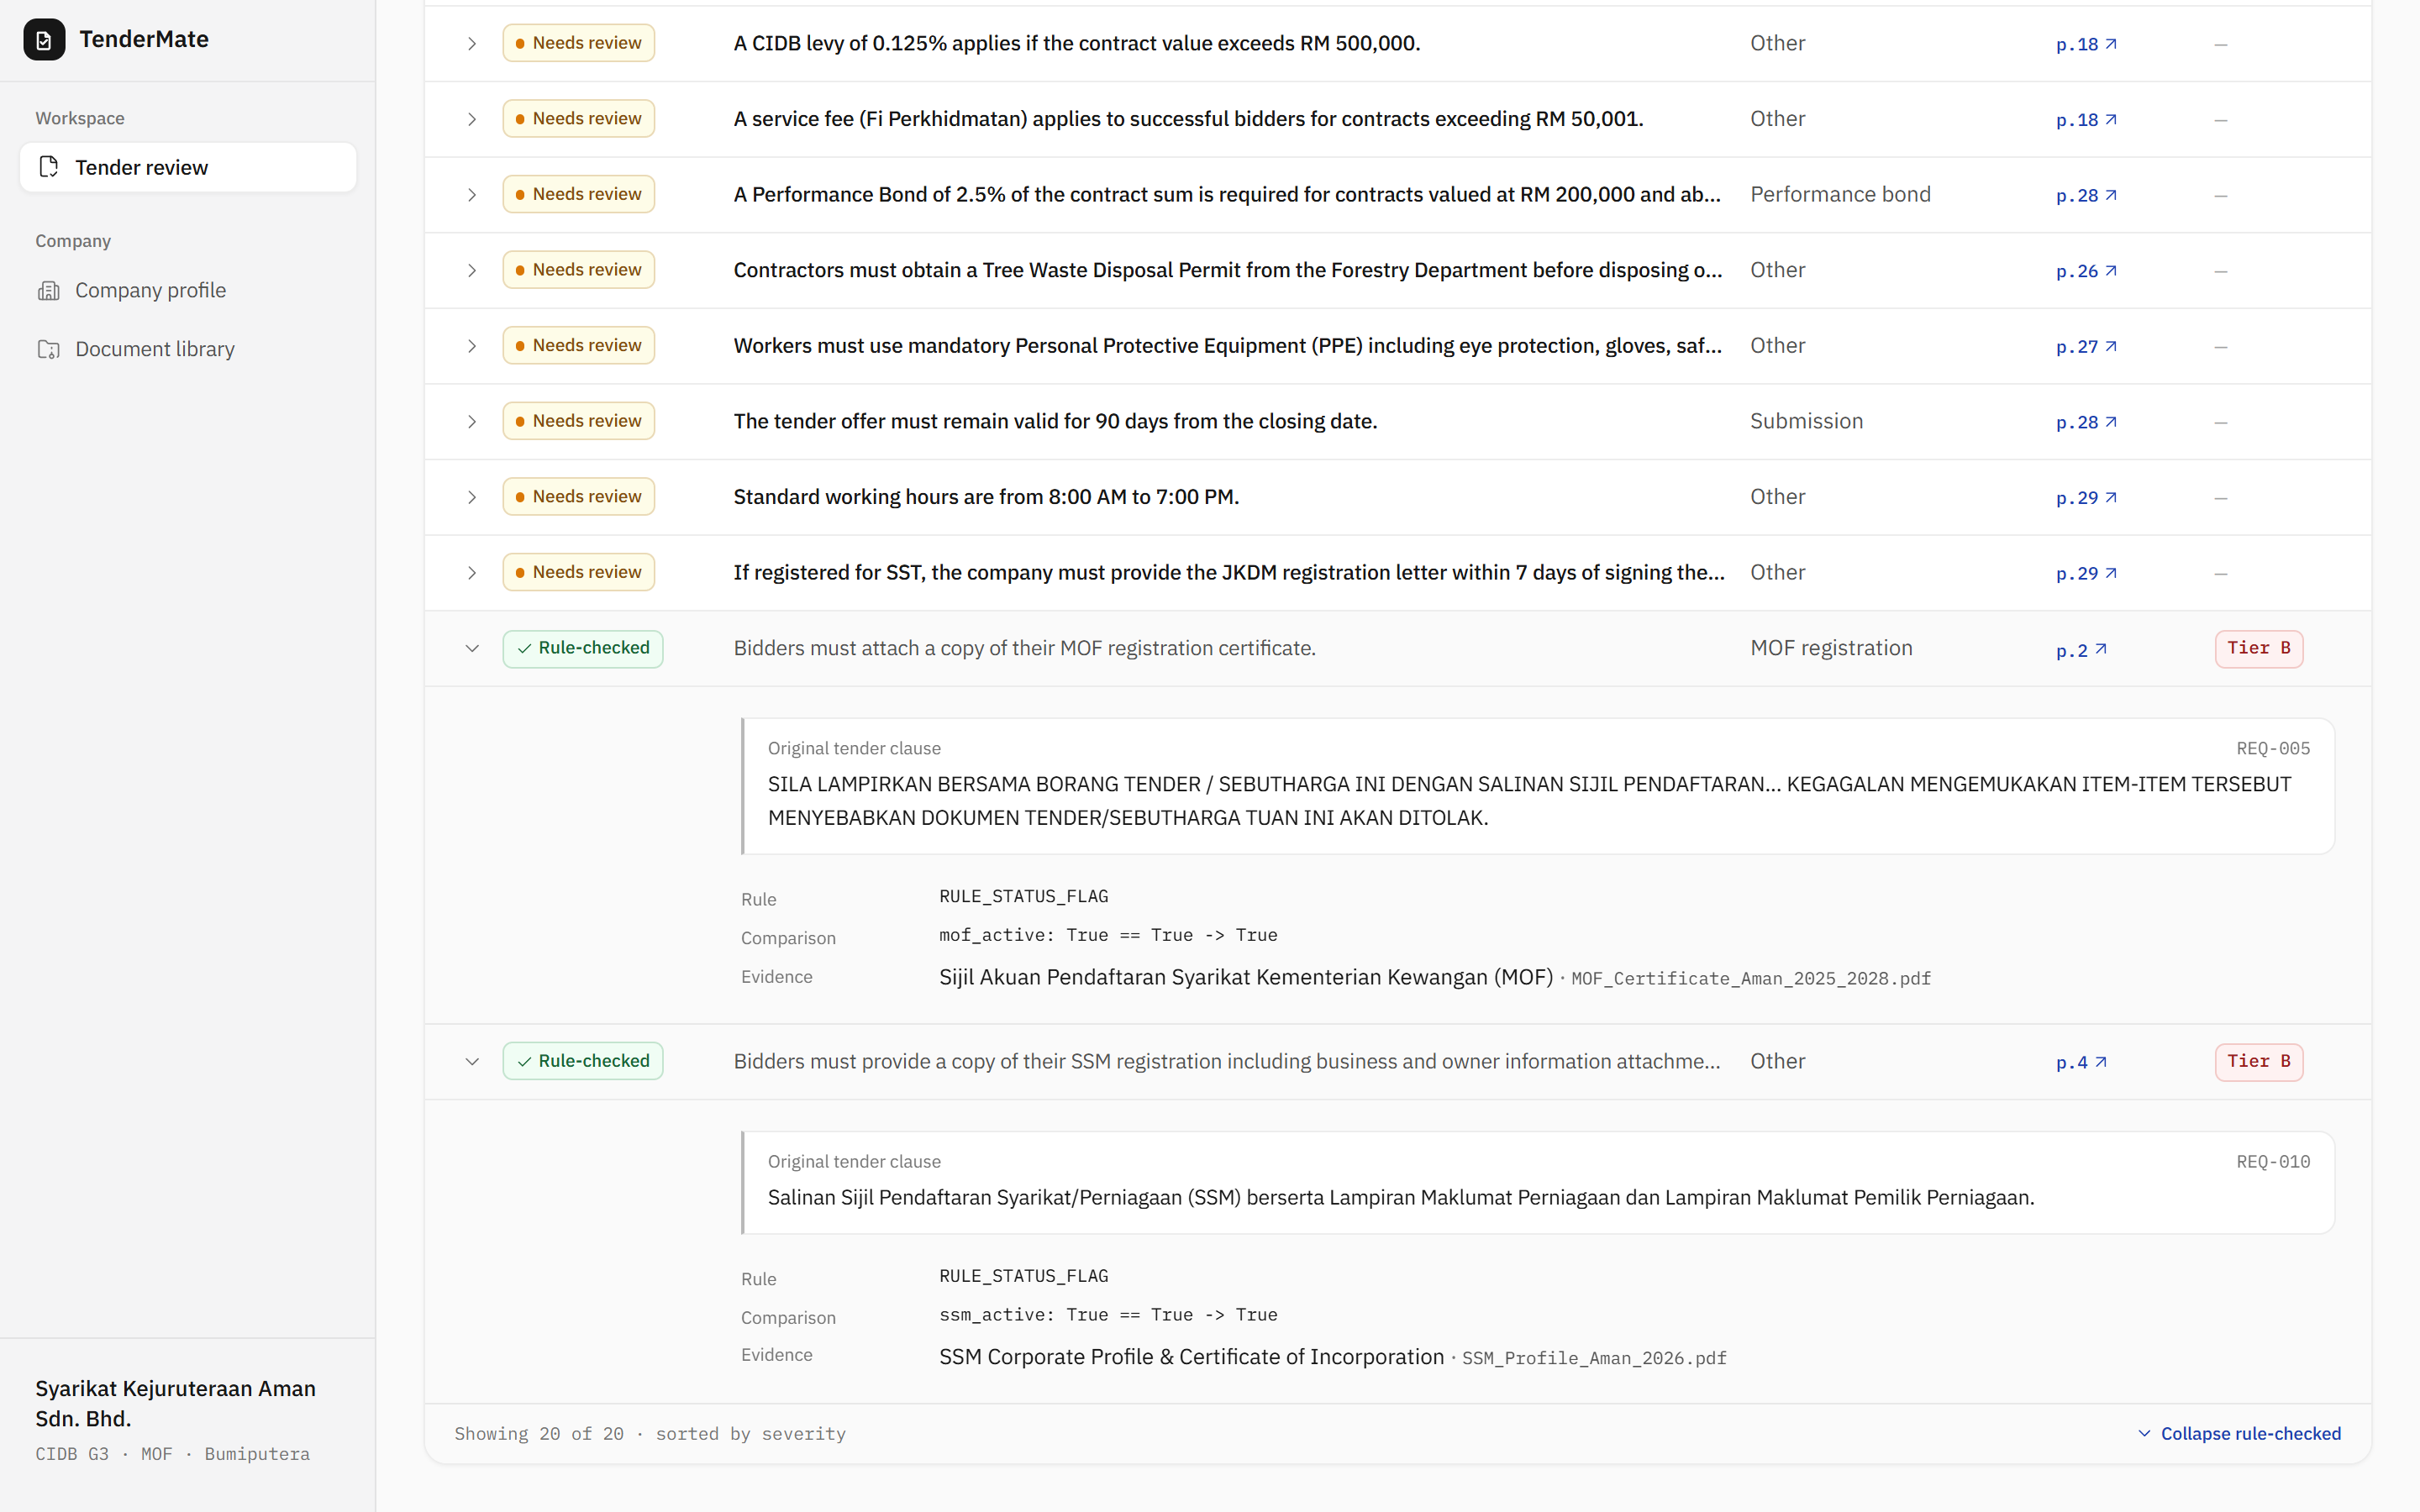 TenderMate
Workspace
Tender review
Company
Company profile
Document library
Syarikat Kejuruteraan Aman
Sdn. Bhd.
CIDB G3 · MOF · Bumiputera
Needs review A CIDB levy of 0.125% applies if the contract value exceeds RM 500,000. Other p.18 ↗ —
Needs review A service fee (Fi Perkhidmatan) applies to successful bidders for contracts exceeding RM 50,001. Other p.18 ↗ —
Needs review A Performance Bond of 2.5% of the contract sum is required for contracts valued at RM 200,000 and ab... Performance bond p.28 ↗ —
Needs review Contractors must obtain a Tree Waste Disposal Permit from the Forestry Department before disposing o... Other p.26 ↗ —
Needs review Workers must use mandatory Personal Protective Equipment (PPE) including eye protection, gloves, saf... Other p.27 ↗ —
Needs review The tender offer must remain valid for 90 days from the closing date. Submission p.28 ↗ —
Needs review Standard working hours are from 8:00 AM to 7:00 PM. Other p.29 ↗ —
Needs review If registered for SST, the company must provide the JKDM registration letter within 7 days of signing the... Other p.29 ↗ —
Rule-checked Bidders must attach a copy of their MOF registration certificate. MOF registration p.2 ↗ Tier B
Original tender clause REQ-005
SILA LAMPIRKAN BERSAMA BORANG TENDER / SEBUTHARGA INI DENGAN SALINAN SIJIL PENDAFTARAN... KEGAGALAN MENGEMUKAKAN ITEM-ITEM TERSEBUT
MENYEBABKAN DOKUMEN TENDER/SEBUTHARGA TUAN INI AKAN DITOLAK.
Rule RULE_STATUS_FLAG
Comparison mof_active: True == True -> True
Evidence Sijil Akuan Pendaftaran Syarikat Kementerian Kewangan (MOF) · MOF_Certificate_Aman_2025_2028.pdf
Rule-checked Bidders must provide a copy of their SSM registration including business and owner information attachme... Other p.4 ↗ Tier B
Original tender clause REQ-010
Salinan Sijil Pendaftaran Syarikat/Perniagaan (SSM) berserta Lampiran Maklumat Perniagaan dan Lampiran Maklumat Pemilik Perniagaan.
Rule RULE_STATUS_FLAG
Comparison ssm_active: True == True -> True
Evidence SSM Corporate Profile & Certificate of Incorporation · SSM_Profile_Aman_2026.pdf
Showing 20 of 20 · sorted by severity Collapse rule-checked